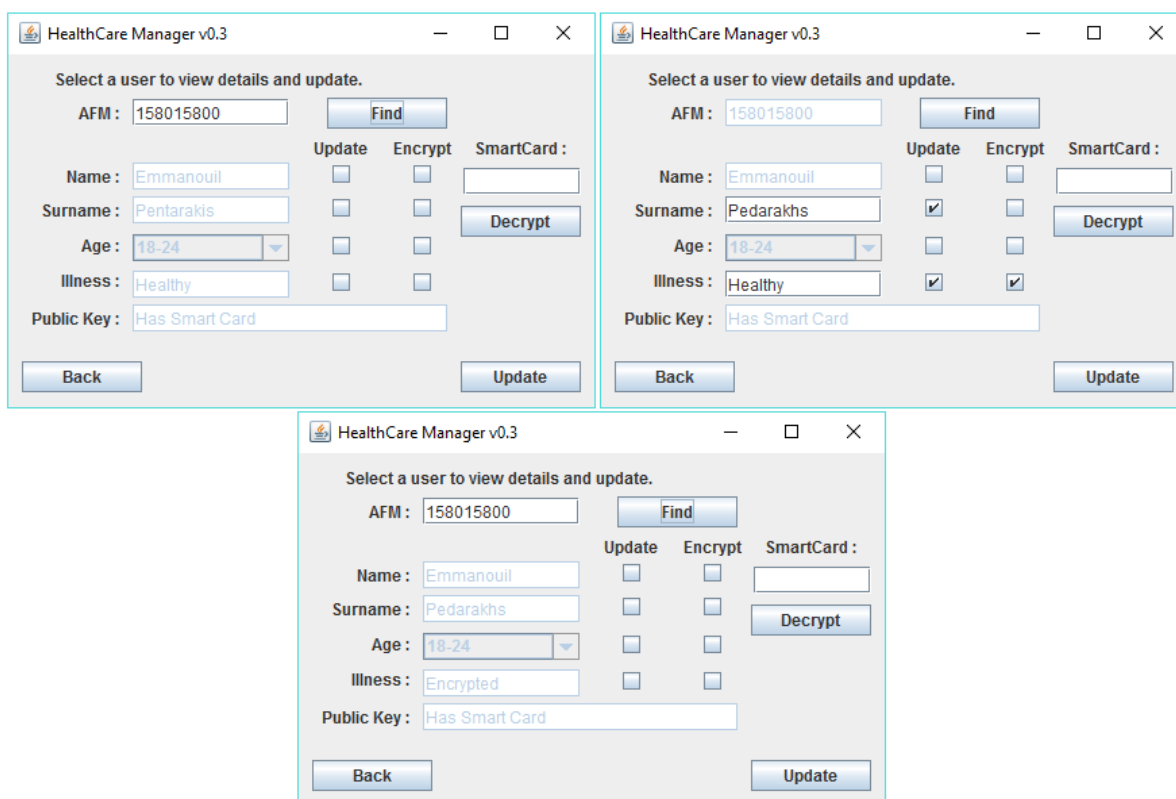 HealthCare Manager v0.3
Select a user to view details and update.
AFM : 158015800 Find
Update Encrypt SmartCard :
Name : Emmanouil
Surname : Pentarakis Decrypt
Age : 18-24
Illness : Healthy
Public Key : Has Smart Card
Back Update
HealthCare Manager v0.3
Select a user to view details and update.
AFM : 158015800 Find
Update Encrypt SmartCard :
Name : Emmanouil
Surname : Pedarakhs Decrypt
Age : 18-24
Illness : Healthy
Public Key : Has Smart Card
Back Update
HealthCare Manager v0.3
Select a user to view details and update.
AFM : 158015800 Find
Update Encrypt SmartCard :
Name : Emmanouil
Surname : Pedarakhs Decrypt
Age : 18-24
Illness : Encrypted
Public Key : Has Smart Card
Back Update